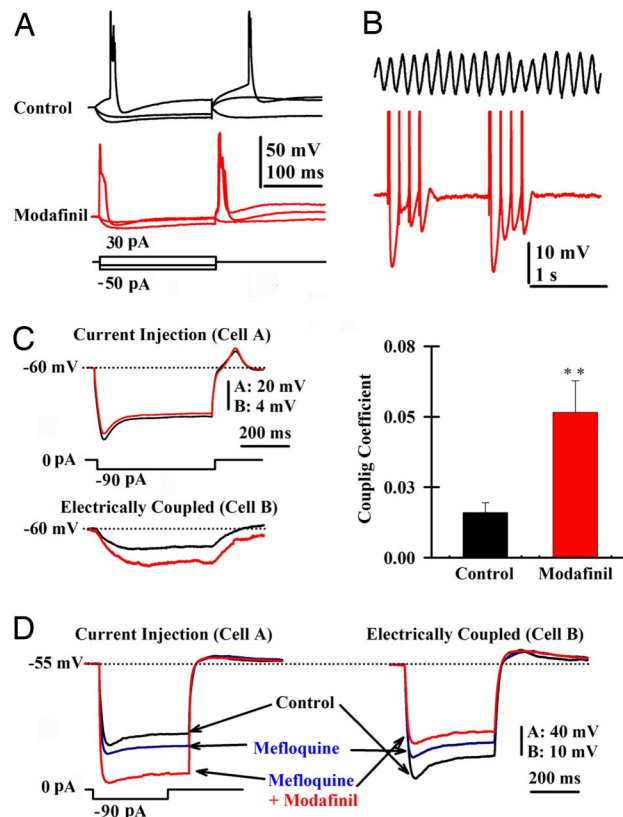 A
Control
50 mV
100 ms
Modafinil
30 pA
-50 pA
B
10 mV
1 s
C
Current Injection (Cell A)
-60 mV
A: 20 mV
B: 4 mV
200 ms
0 pA
-90 pA
Electrically Coupled (Cell B)
-60 mV
Couplig Coefficient
0.08
0.05
0.03
0.00
**
Control
Modafinil
D
Current Injection (Cell A)
Electrically Coupled (Cell B)
-55 mV
Control
Mefloquine
Mefloquine
+ Modafinil
A: 40 mV
B: 10 mV
200 ms
0 pA
-90 pA